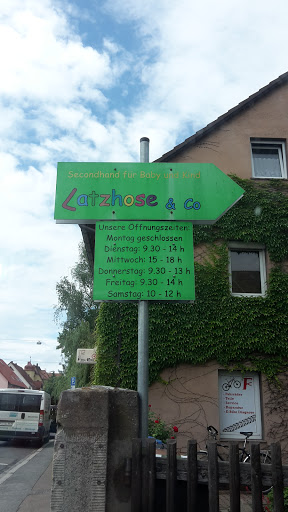 Secondhand für Baby und Kind
Latzhose & Co
Unsere Öffnungszeiten:
Montag geschlossen
Dienstag: 9.30 - 14 h
Mittwoch: 15 - 18 h
Donnerstag: 9.30 - 13 h
Freitag: 9.30 - 14 h
Samstag: 10 - 12 h